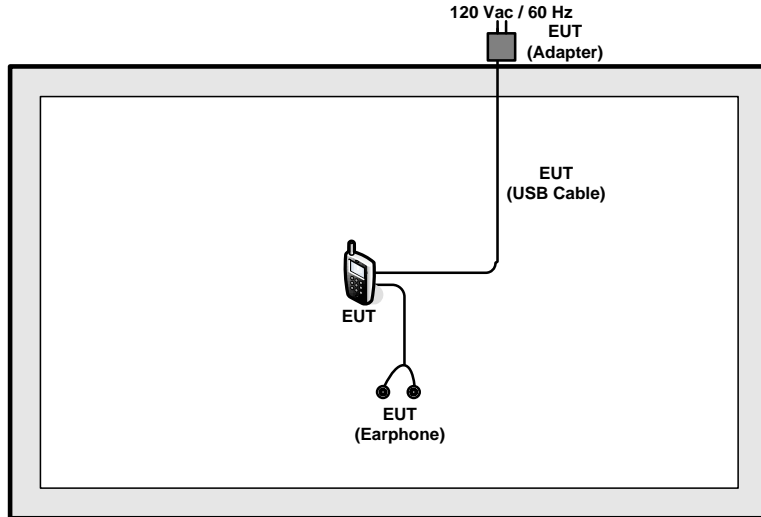 120 Vac / 60 Hz
EUT
(Adapter)
EUT
(USB Cable)
EUT
EUT
(Earphone)